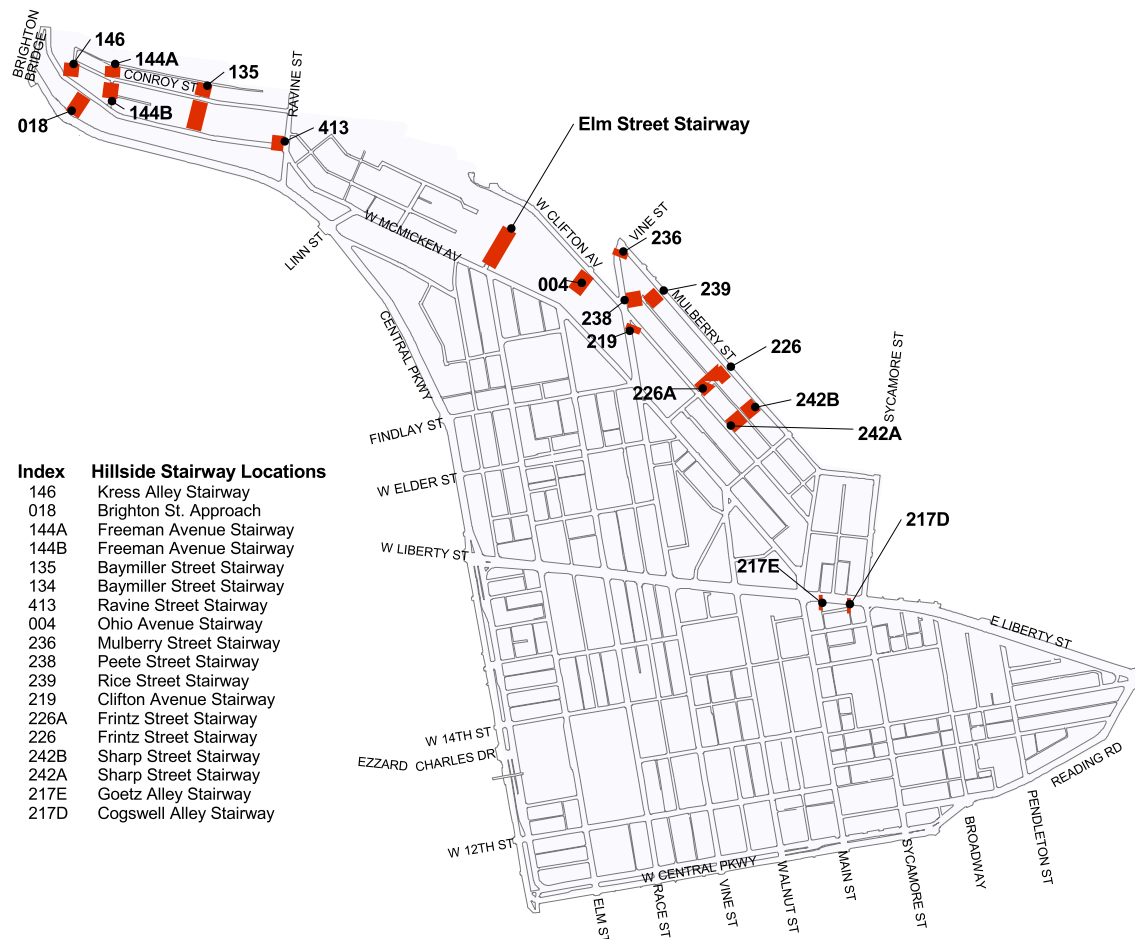 BRIGHTON
BRIDGE
146
144A
CONROY ST
135
RAVINE ST
018
144B
413
Elm Street Stairway
W CLIFTON AV
VINE ST
W MCMICKEN AV
236
LINN ST
004
239
238
MULBERRY ST
219
CENTRAL PKWY
226
SYCAMORE ST
226A
242B
FINDLAY ST
242A
W ELDER ST
217D
W LIBERTY ST
217E
E LIBERTY ST
W 14TH ST
EZZARD CHARLES DR
READING RD
W 12TH ST
PENDLETON ST
BROADWAY
W CENTRAL PKWY
SYCAMORE ST
MAIN ST
WALNUT ST
VINE ST
RACE ST
ELM ST
Index Hillside Stairway Locations
146 Kress Alley Stairway
018 Brighton St. Approach
144A Freeman Avenue Stairway
144B Freeman Avenue Stairway
135 Baymiller Street Stairway
134 Baymiller Street Stairway
413 Ravine Street Stairway
004 Ohio Avenue Stairway
236 Mulberry Street Stairway
238 Peete Street Stairway
239 Rice Street Stairway
219 Clifton Avenue Stairway
226A Frintz Street Stairway
226 Frintz Street Stairway
242B Sharp Street Stairway
242A Sharp Street Stairway
217E Goetz Alley Stairway
217D Cogswell Alley Stairway